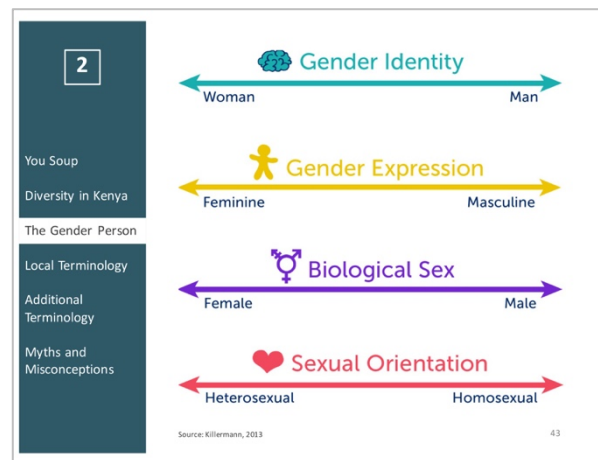 2
You Soup
Diversity in Kenya
The Gender Person
Local Terminology
Additional
Terminology
Myths and
Misconceptions
Gender Identity
Woman
Man
Gender Expression
Feminine
Masculine
Biological Sex
Female
Male
Sexual Orientation
Heterosexual
Homosexual
Source: Killermann, 2013
43